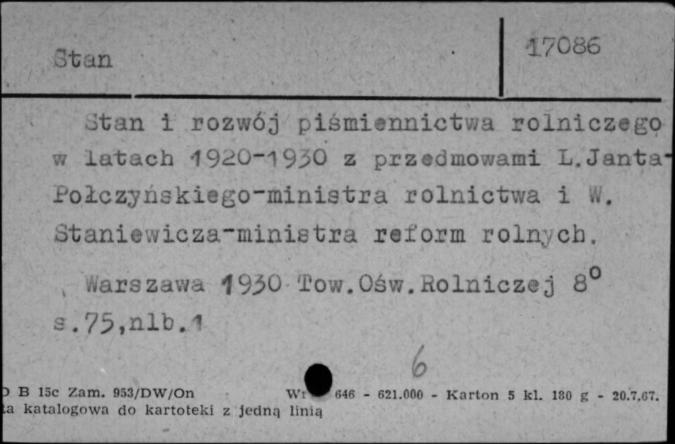 Stan
17086
Stan i rozwój piśmiennictwa rolniczego
w latach 1920-1930 z przedmowami L.Janta-
Połczyńskiego-ministra rolnictwa i W.
Staniewicza-ministra reform rolnych.
Warszawa 1930 Tow.Ośw.Rolniczej 8°
s.75,nlb.1
6
B 15c Zam. 953/DW/On 646 - 621.000 - Karton 5 kl. 180 g - 20.7.67.
ta katalogowa do kartoteki z jedną linią